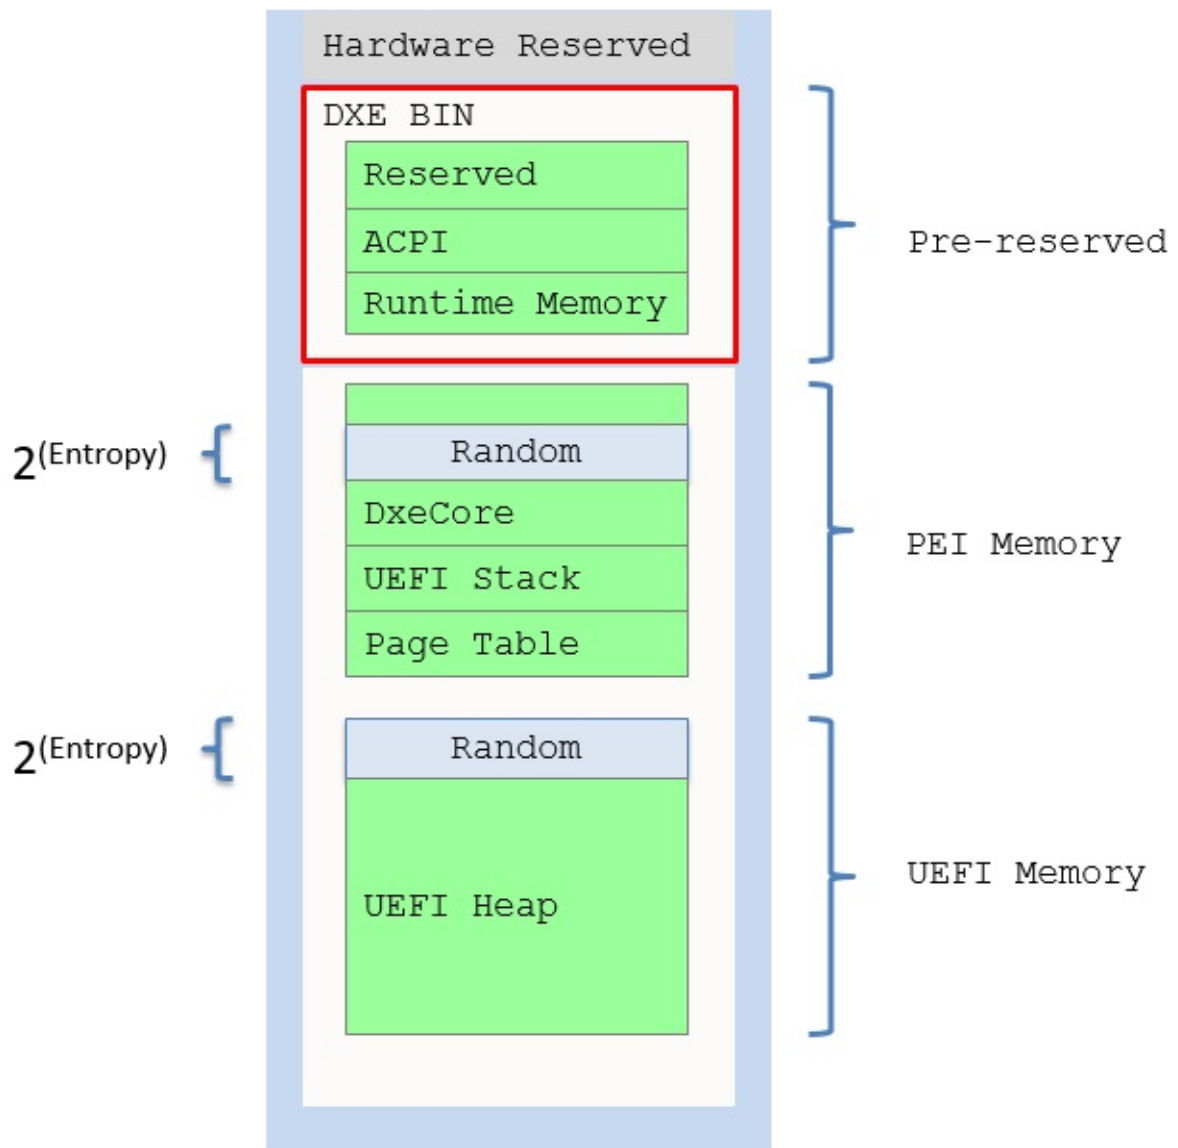 Hardware Reserved
DXE BIN
Reserved
ACPI
Runtime Memory
Pre-reserved
2(Entropy)
Random
DxeCore
UEFI Stack
Page Table
PEI Memory
2(Entropy)
Random
UEFI Heap
UEFI Memory